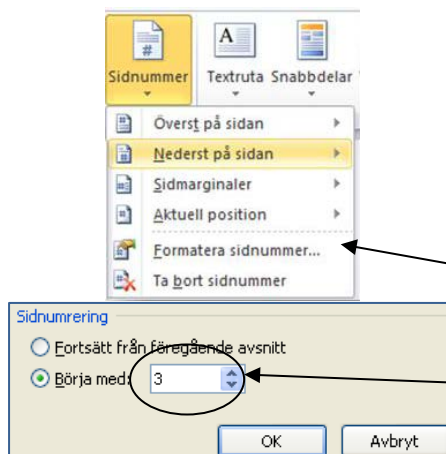 A
#
Sidnummer Textruta Snabbdelar
Överst på sidan
Nederst på sidan
Sidmarginaler
Aktuell position
Formatera sidnummer...
Ta bort sidnummer
Sidnumrering
Fortsätt från föregående avsnitt
Börja med: 3
OK Avbryt